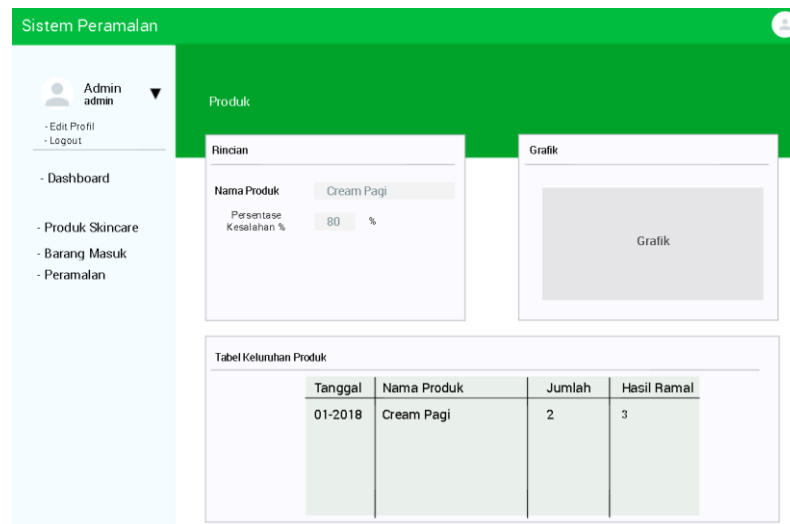 Sistem Peramalan
Admin
admin
- Edit Profil
- Logout
- Dashboard
- Produk Skincare
- Barang Masuk
- Peramalan
Produk
Rincian
Nama Produk Cream Pagi
Persentase
Kesalahan % 80 %
Grafik
Grafik
Tabel Keluruhan Produk
Tanggal Nama Produk Jumlah Hasil Ramal
01-2018 Cream Pagi 2 3